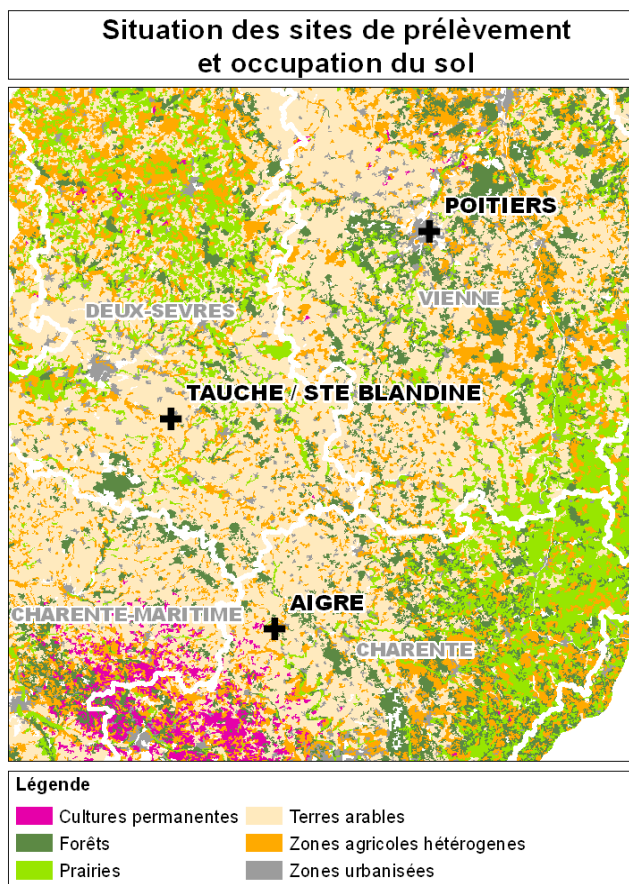 Situation des sites de prélèvement
et occupation du sol
POITIERS
VIENNE
DEUX-SEVRES
TAUCHE / STE BLANDINE
AIGRE
CHARENTE-MARITIME
CHARENTE
Légende
Cultures permanentes
Terres arables
Forêts
Zones agricoles hétérogenes
Prairies
Zones urbanisées